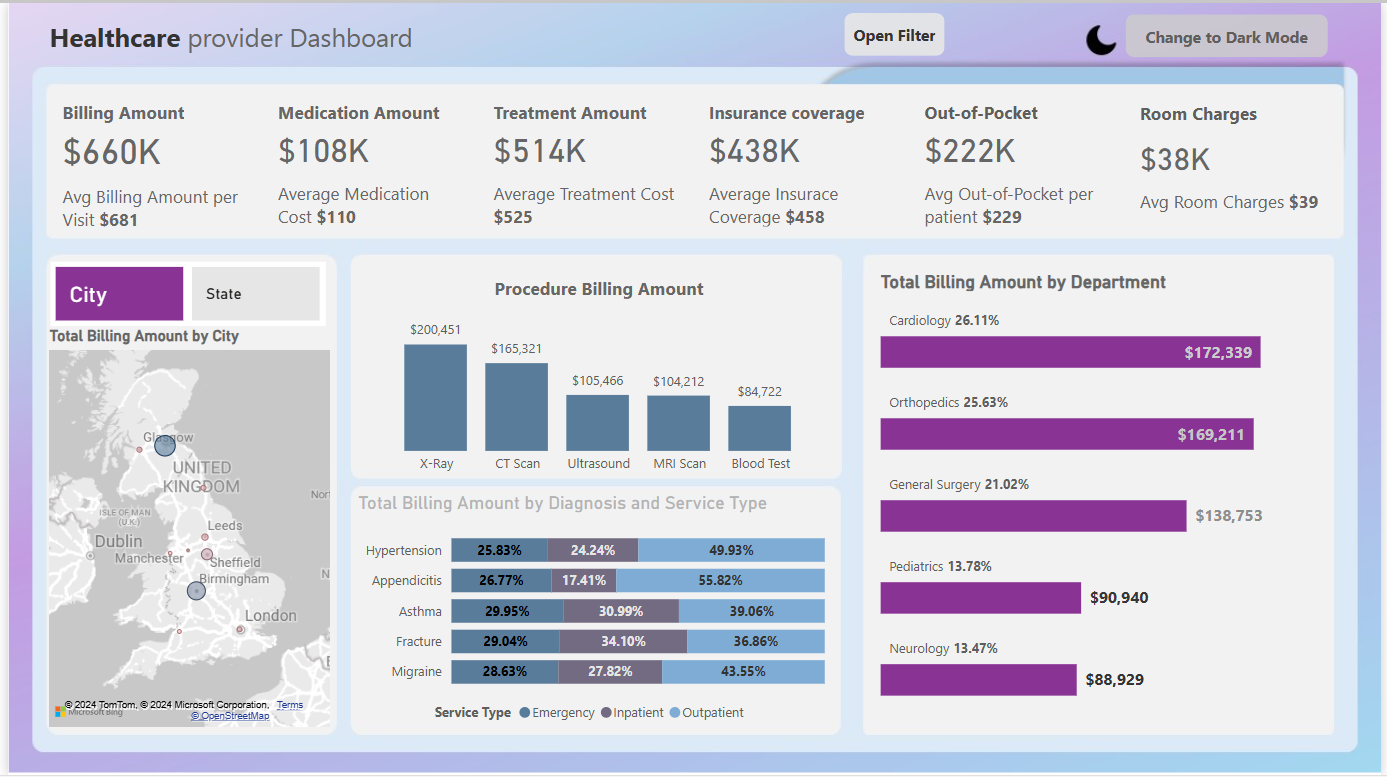 Healthcare provider Dashboard
Open Filter
Change to Dark Mode
Billing Amount
$660K
Avg Billing Amount per
Visit $681
Medication Amount
$108K
Average Medication
Cost $110
Treatment Amount
$514K
Average Treatment Cost
$525
Insurance coverage
$438K
Average Insurace
Coverage $458
Out-of-Pocket
$222K
Avg Out-of-Pocket per
patient $229
Room Charges
$38K
Avg Room Charges $39
City
State
Total Billing Amount by City
Glasgow
UNITED
KINGDOM
Nor
ISLE OF MAN
(U.K.)
Leeds
Dublin
Manchester
Sheffield
N
Birmingham
London
© 2024 TomTom, © 2024 Microsoft Corporation, Terms
Microsoft Bing
© OpenStreetMap
Procedure Billing Amount
$200,451
$165,321
$105,466
$104,212
$84,722
X-Ray
CT Scan
Ultrasound
MRI Scan
Blood Test
Total Billing Amount by Diagnosis and Service Type
Hypertension 25.83% 24.24% 49.93%
Appendicitis 26.77% 17.41% 55.82%
Asthma 29.95% 30.99% 39.06%
Fracture 29.04% 34.10% 36.86%
Migraine 28.63% 27.82% 43.55%
Service Type Emergency Inpatient Outpatient
Total Billing Amount by Department
Cardiology 26.11%
$172,339
Orthopedics 25.63%
$169,211
General Surgery 21.02%
$138,753
Pediatrics 13.78%
$90,940
Neurology 13.47%
$88,929